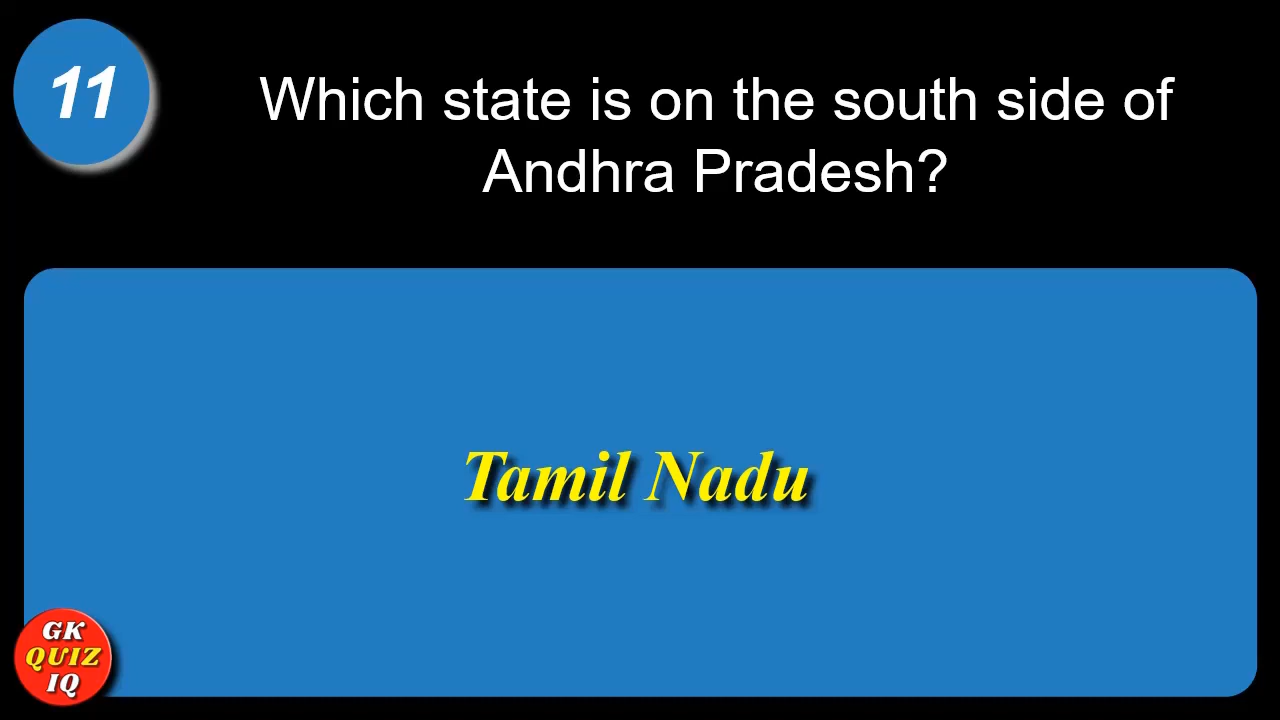 11
Which state is on the south side of
Andhra Pradesh?
Tamil Nadu
GK
QUIZ
IQ